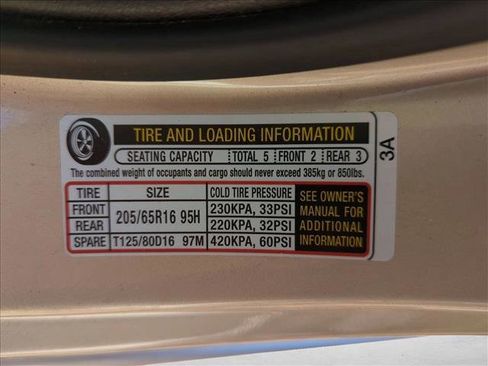 TIRE AND LOADING INFORMATION
SEATING CAPACITY TOTAL 5 FRONT 2 REAR 3
The combined weight of occupants and cargo should never exceed 385kg or 850lbs.
TIRE SIZE COLD TIRE PRESSURE
FRONT 205/65R16 95H 230KPA, 33PSI
REAR 220KPA, 32PSI
SPARE T125/80D16 97M 420KPA, 60PSI
SEE OWNER'S
MANUAL FOR
ADDITIONAL
INFORMATION
3A